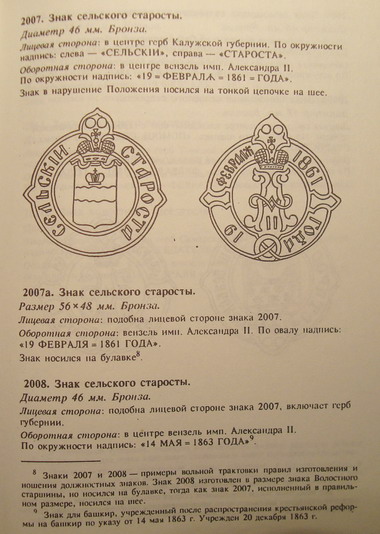 2007. Знак сельского старосты.
Диаметр 46 мм. Бронза.
Лицевая сторона: в центре герб Калужской губернии. По окружности
надпись: слева — «СЕЛЬСКІЙ», справа — «СТАРОСТА».
Оборотная сторона: в центре вензель имп. Александра II.
По окружности надпись: «19 = ФЕВРАЛѦ = 1861 = ГОДА».
Знак в нарушение Положения носился на тонкой цепочке на шее.
СЕЛЬСКІЙ СТАРОСТА
19 ФЕВРАЛѦ 1861 ГОДА
2007а. Знак сельского старосты.
Размер 56×48 мм. Бронза.
Лицевая сторона: подобна лицевой стороне знака 2007.
Оборотная сторона: вензель имп. Александра II. По овалу надпись:
«19 ФЕВРАЛЯ = 1861 ГОДА».
Знак носился на булавке⁸.
2008. Знак сельского старосты.
Диаметр 46 мм. Бронза.
Лицевая сторона: подобна лицевой стороне знака 2007, включает герб
губернии.
Оборотная сторона: в центре вензель имп. Александра II.
По окружности надпись: «14 МАЯ = 1863 ГОДА»⁹.
⁸ Знаки 2007 и 2008 — примеры вольной трактовки правил изготовления и
ношения должностных знаков. Знак 2008 изготовлен в размере знака Волостного
старшины, но носился на булавке, тогда как знак 2007, исполненный в правиль-
ном размере, носился на шее.
⁹ Знак для башкир, учрежденный после распространения крестьянской рефор-
мы на башкир по указу от 14 мая 1863 г. Учрежден 20 декабря 1863 г.